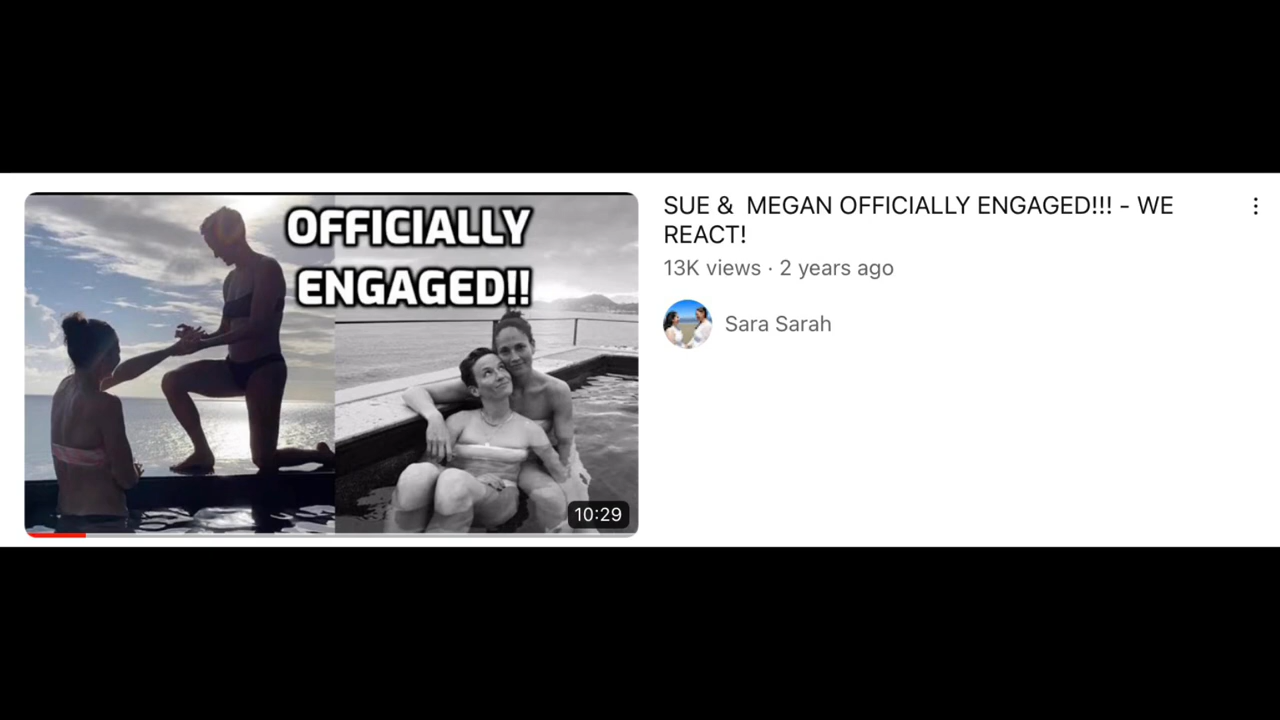 OFFICIALLY
ENGAGED!!
10:29
SUE &  MEGAN OFFICIALLY ENGAGED!!! - WE
REACT!
13K views · 2 years ago
Sara Sarah